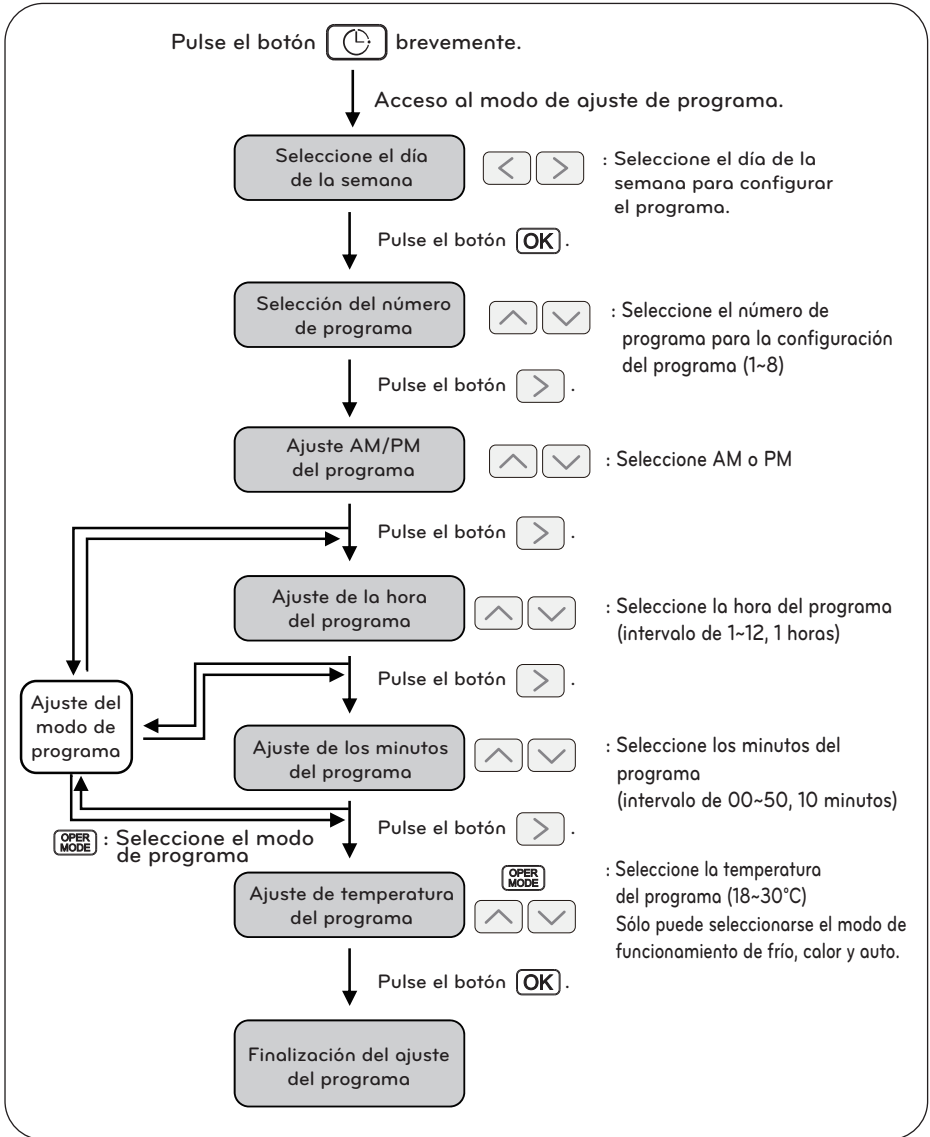 Pulse el botón brevemente.
Acceso al modo de ajuste de programa.
Seleccione el día
de la semana
: Seleccione el día de la
semana para configurar
el programa.
Pulse el botón OK .
Selección del número
de programa
: Seleccione el número de
programa para la configuración
del programa (1~8)
Pulse el botón > .
Ajuste AM/PM
del programa
: Seleccione AM o PM
Pulse el botón > .
Ajuste de la hora
del programa
: Seleccione la hora del programa
(intervalo de 1~12, 1 horas)
Pulse el botón > .
Ajuste del
modo de
programa
Ajuste de los minutos
del programa
: Seleccione los minutos del
programa
(intervalo de 00~50, 10 minutos)
Pulse el botón > .
OPER
MODE : Seleccione el modo
de programa
Ajuste de temperatura
del programa
OPER
MODE
: Seleccione la temperatura
del programa (18~30°C)
Sólo puede seleccionarse el modo de
funcionamiento de frío, calor y auto.
Pulse el botón OK .
Finalización del ajuste
del programa